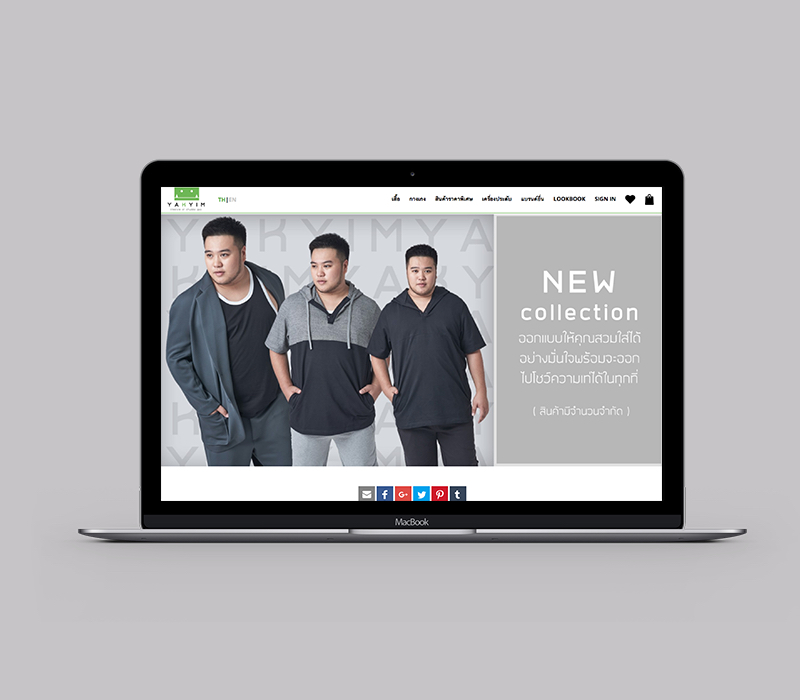 YAKYIM
TH|EN
เสื้อ กางเกง สินค้าราคาพิเศษ เครื่องประดับ แบรนด์อื่น LOOKBOOK SIGN IN
YAKYIMYA
NEW
collection
ออกแบบให้คุณสวมใส่ได้
อย่างมั่นใจพร้อมจะออก
ไปโชว์ความเท่ได้ในทุกที่
( สินค้ามีจำนวนจำกัด )
G+
t
MacBook